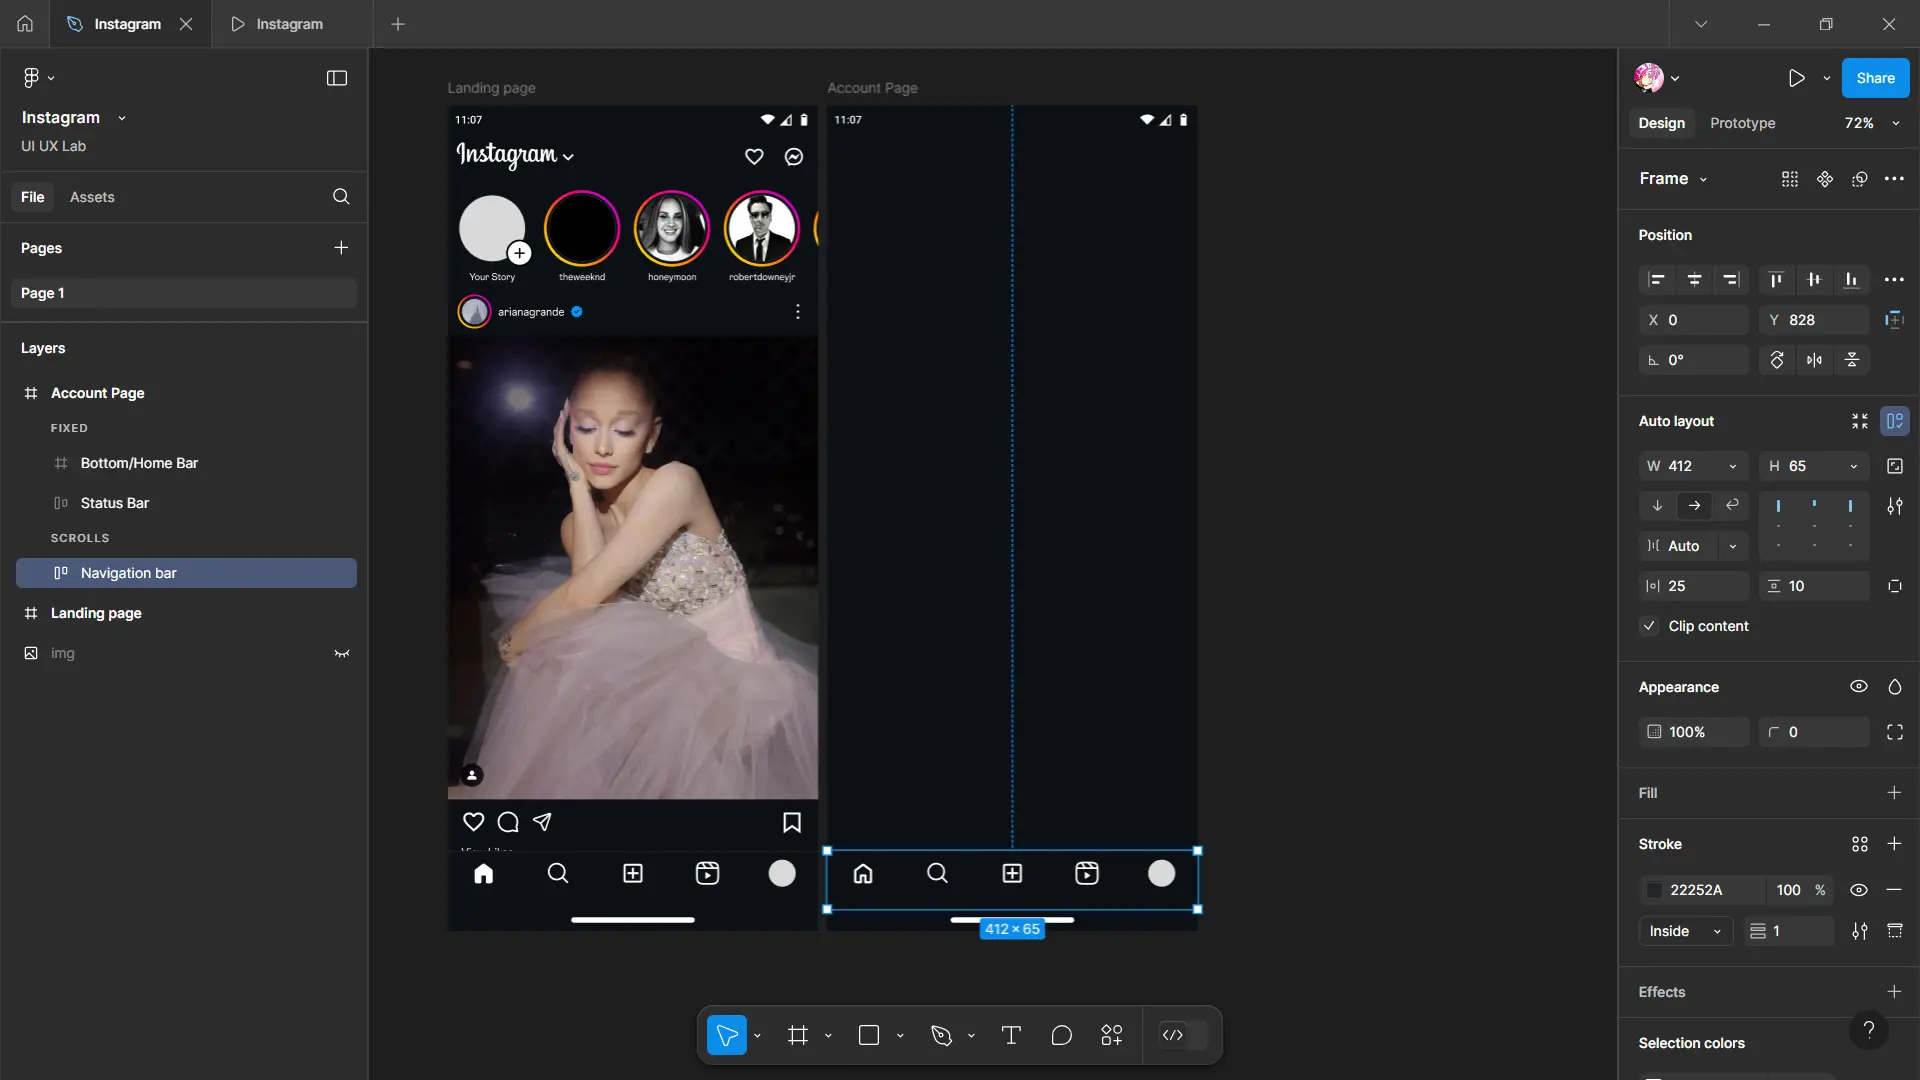 Instagram
Instagram
Instagram
UI UX Lab
File
Assets
Pages
Page 1
Layers
Account Page
FIXED
Bottom/Home Bar
Status Bar
SCROLLS
Navigation bar
Landing page
img
Landing page
11:07
Instagram
Your Story
theweeknd
honeymoon
robertdowneyjr
arianagrande
Account Page
11:07
412 × 65
Share
Design
Prototype
72%
Frame
Position
X 0
Y 828
0°
Auto layout
W 412
H 65
Auto
25
10
Clip content
Appearance
100%
0
Fill
Stroke
22252A
100 %
Inside
1
Effects
?
Selection colors